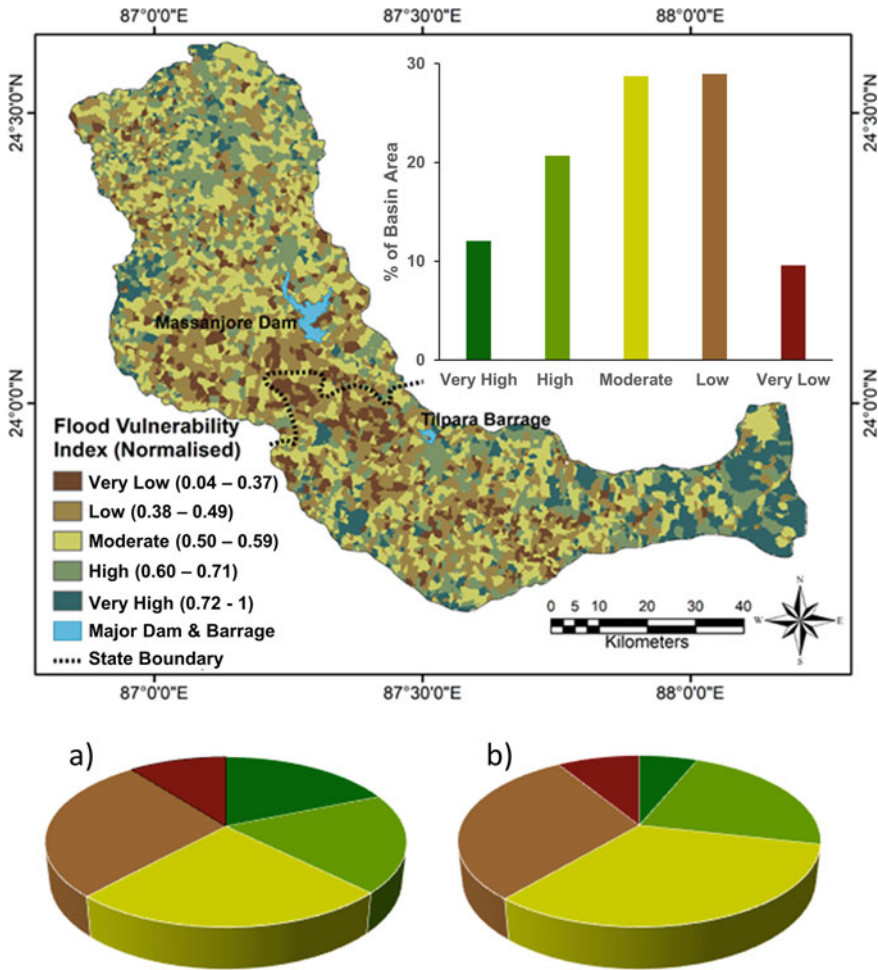 87°0'0"E 87°30'0"E 88°0'0"E
24°30'0"N
24°30'0"N
30
20
10
0
% of Basin Area
Very High High Moderate Low Very Low
Massanjore Dam
24°0'0"N
24°0'0"N
Tilpara Barrage
Flood Vulnerability
Index (Normalised)
Very Low (0.04 – 0.37)
Low (0.38 – 0.49)
Moderate (0.50 – 0.59)
High (0.60 – 0.71)
Very High (0.72 - 1)
Major Dam & Barrage
State Boundary
0 5 10 20 30 40
Kilometers
N
W E
S
87°0'0"E 87°30'0"E 88°0'0"E
a) b)